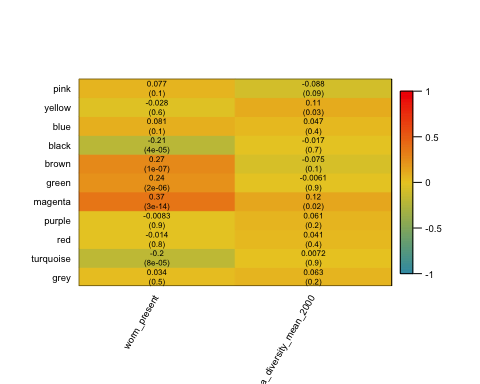 pink 0.077 -0.088
(0.1) (0.09)
yellow -0.028 0.11
(0.6) (0.03)
blue 0.081 0.047
(0.1) (0.4)
black -0.21 -0.017
(4e-05) (0.7)
brown 0.27 -0.075
(1e-07) (0.1)
green 0.24 -0.0061
(2e-06) (0.9)
magenta 0.37 0.12
(3e-14) (0.02)
purple -0.0083 0.061
(0.9) (0.2)
red -0.014 0.041
(0.8) (0.4)
turquoise -0.2 0.0072
(8e-05) (0.9)
grey 0.034 0.063
(0.5) (0.2)
worm_present
a_diversity_mean_2000
1
0.5
0
-0.5
-1